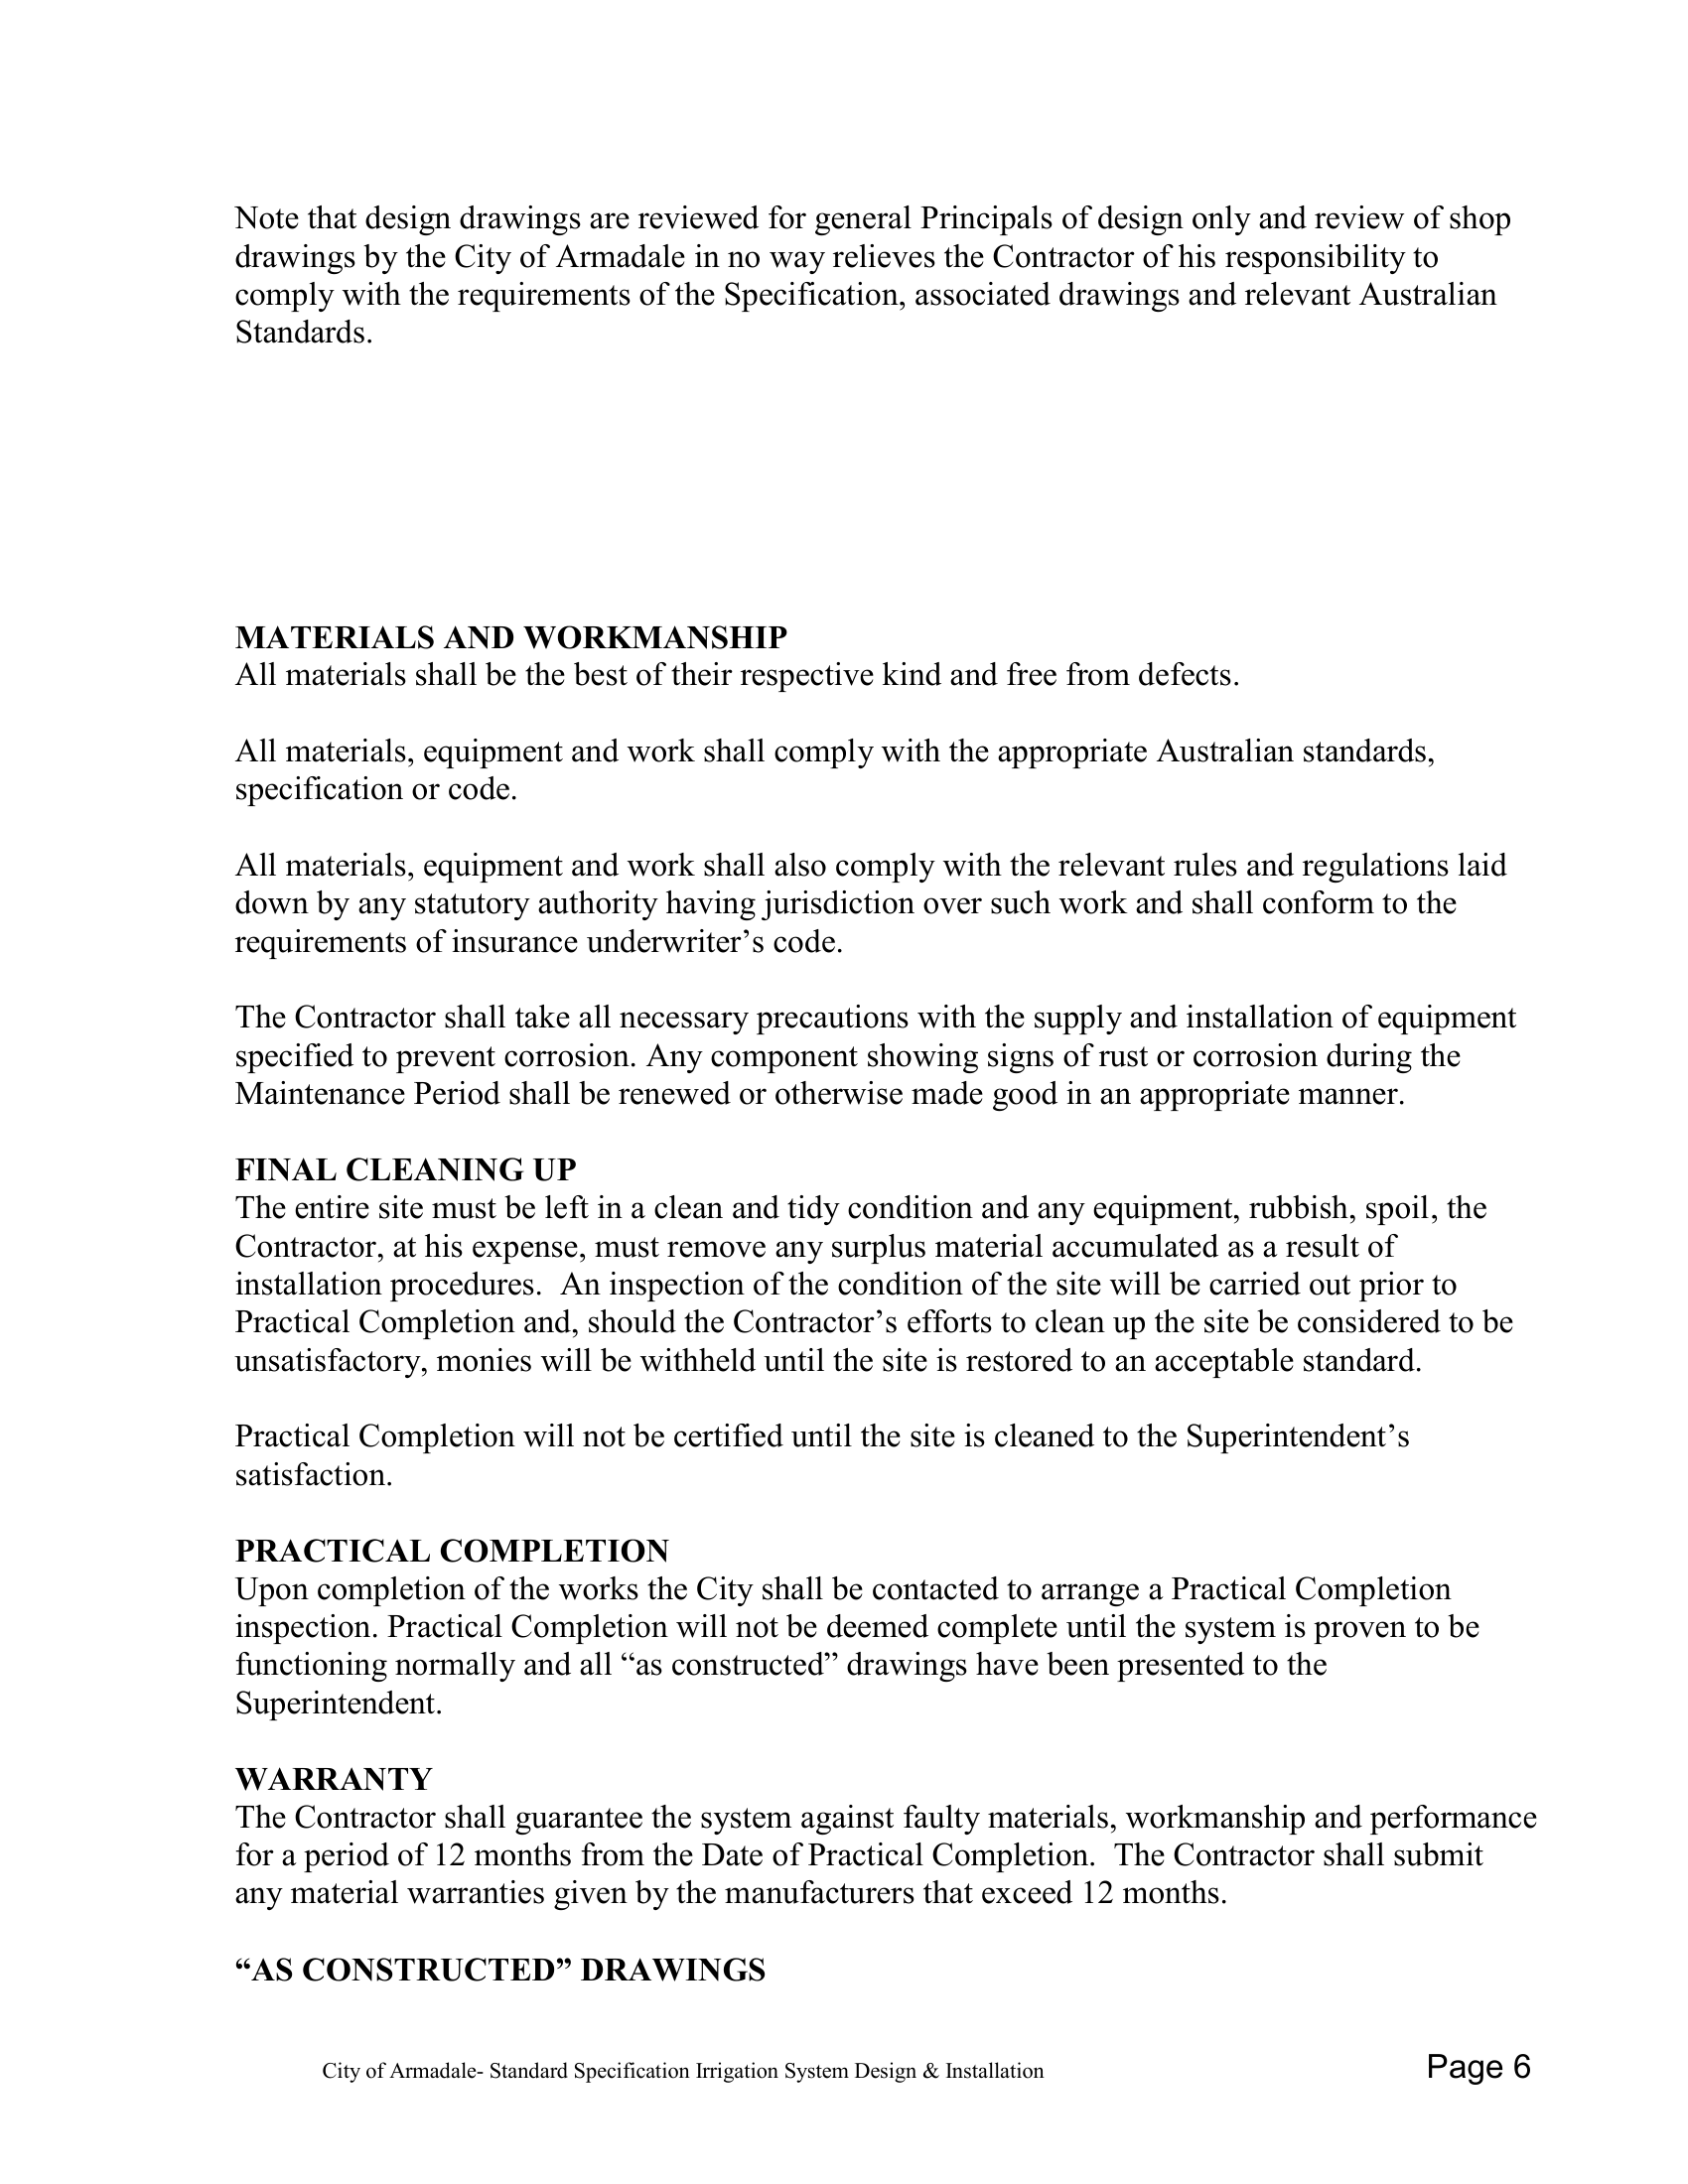 Note that design drawings are reviewed for general Principals of design only and review of shop
drawings by the City of Armadale in no way relieves the Contractor of his responsibility to
comply with the requirements of the Specification, associated drawings and relevant Australian
Standards.
MATERIALS AND WORKMANSHIP
All materials shall be the best of their respective kind and free from defects.
All materials, equipment and work shall comply with the appropriate Australian standards,
specification or code.
All materials, equipment and work shall also comply with the relevant rules and regulations laid
down by any statutory authority having jurisdiction over such work and shall conform to the
requirements of insurance underwriter’s code.
The Contractor shall take all necessary precautions with the supply and installation of equipment
specified to prevent corrosion. Any component showing signs of rust or corrosion during the
Maintenance Period shall be renewed or otherwise made good in an appropriate manner.
FINAL CLEANING UP
The entire site must be left in a clean and tidy condition and any equipment, rubbish, spoil, the
Contractor, at his expense, must remove any surplus material accumulated as a result of
installation procedures.  An inspection of the condition of the site will be carried out prior to
Practical Completion and, should the Contractor’s efforts to clean up the site be considered to be
unsatisfactory, monies will be withheld until the site is restored to an acceptable standard.
Practical Completion will not be certified until the site is cleaned to the Superintendent’s
satisfaction.
PRACTICAL COMPLETION
Upon completion of the works the City shall be contacted to arrange a Practical Completion
inspection. Practical Completion will not be deemed complete until the system is proven to be
functioning normally and all “as constructed” drawings have been presented to the
Superintendent.
WARRANTY
The Contractor shall guarantee the system against faulty materials, workmanship and performance
for a period of 12 months from the Date of Practical Completion.  The Contractor shall submit
any material warranties given by the manufacturers that exceed 12 months.
“AS CONSTRUCTED” DRAWINGS
City of Armadale- Standard Specification Irrigation System Design & Installation Page 6